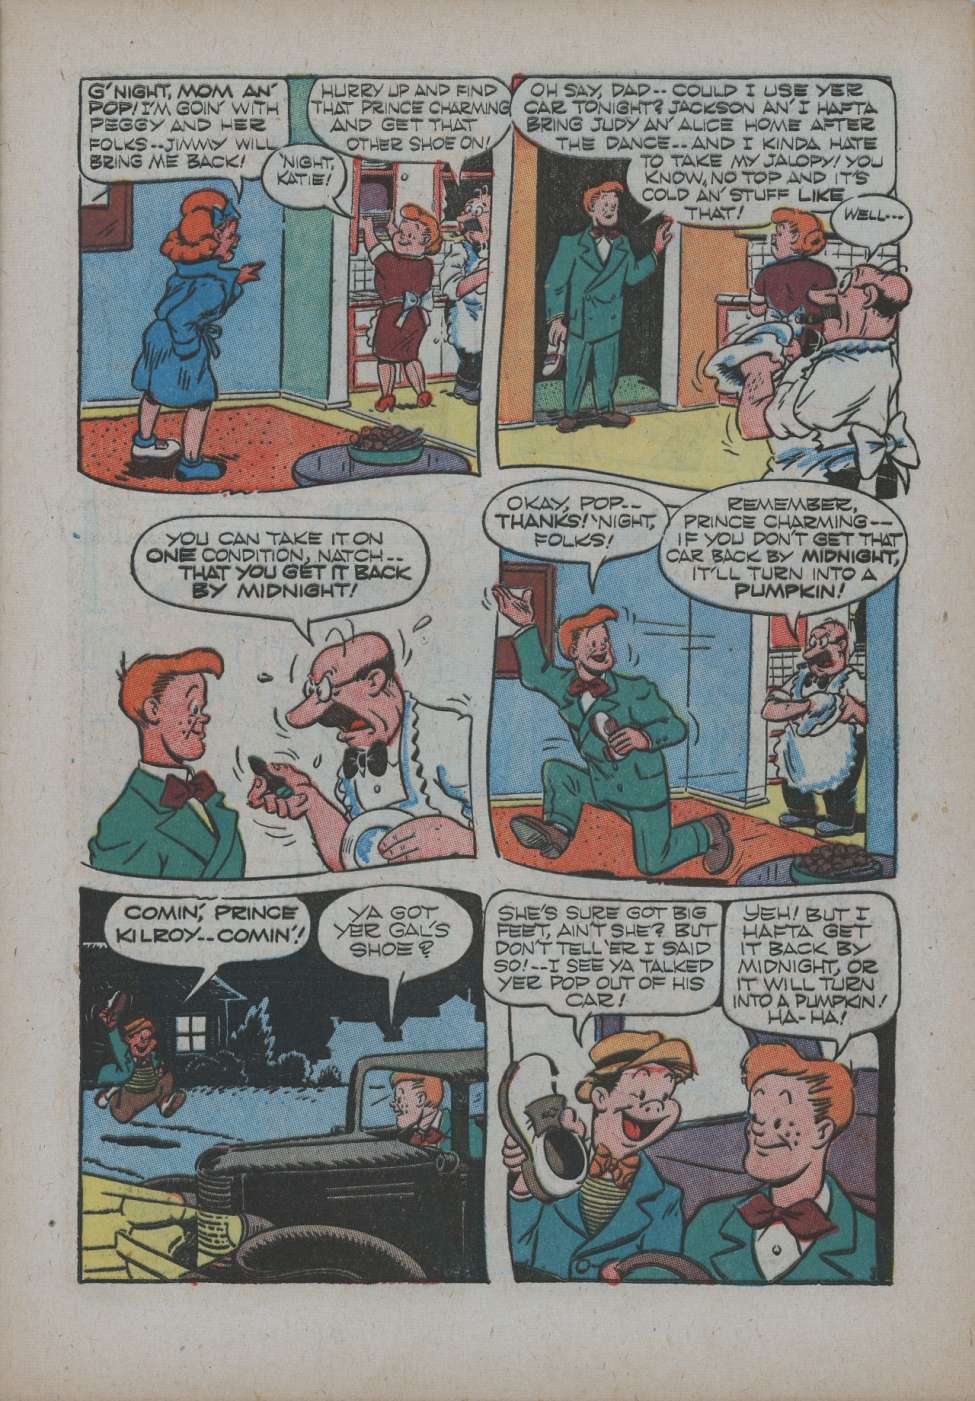 G'NIGHT, MOM AN'
POP! I'M GOIN' WITH
PEGGY AND HER
FOLKS--JIMMY WILL
BRING ME BACK!
'NIGHT,
KATIE!
HURRY UP AND FIND
THAT PRINCE CHARMING
AND GET THAT
OTHER SHOE ON!
OH SAY, DAD--COULD I USE YER
CAR TONIGHT? JACKSON AN' I HAFTA
BRING JUDY AN' ALICE HOME AFTER
THE DANCE--AND I KINDA HATE
TO TAKE MY JALOPY! YOU
KNOW, NO TOP AND IT'S
COLD AN' STUFF LIKE
THAT!
WELL---
YOU CAN TAKE IT ON
ONE CONDITION, NATCH--
THAT YOU GET IT BACK
BY MIDNIGHT!
OKAY, POP--
THANKS! 'NIGHT,
FOLKS!
REMEMBER,
PRINCE CHARMING--
IF YOU DON'T GET THAT
CAR BACK BY MIDNIGHT,
IT'LL TURN INTO A
PUMPKIN!
COMIN', PRINCE
KILROY--COMIN'!
YA GOT
YER GAL'S
SHOE?
SHE'S SURE GOT BIG
FEET, AIN'T SHE? BUT
DON'T TELL 'ER I SAID
SO!--I SEE YA TALKED
YER POP OUT OF HIS
CAR!
YEH! BUT I
HAFTA GET
IT BACK BY
MIDNIGHT, OR
IT WILL TURN
INTO A PUMPKIN!
HA-HA!